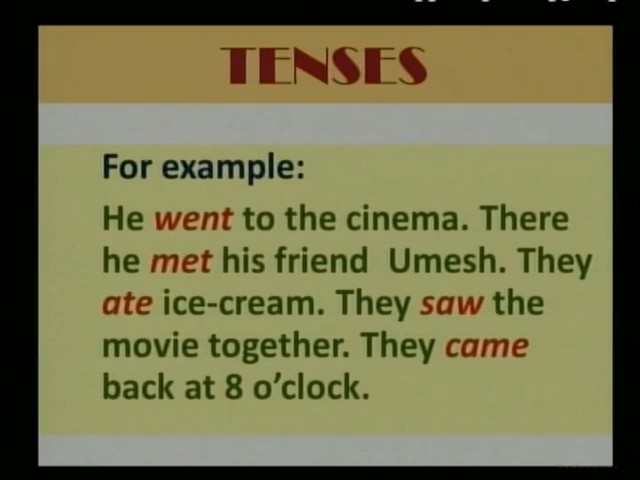 TENSES
For example:
He went to the cinema. There
he met his friend Umesh. They
ate ice-cream. They saw the
movie together. They came
back at 8 o'clock.